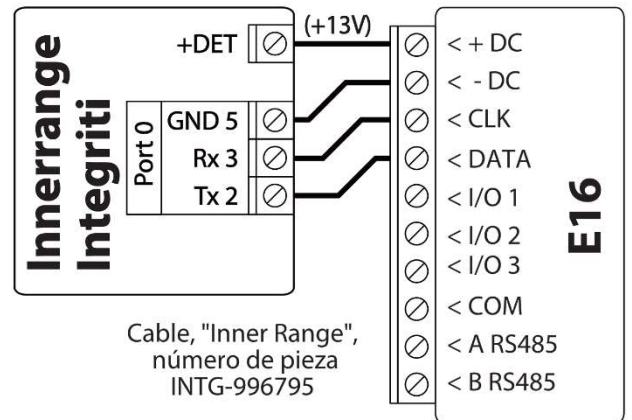 Innerrange
Integriti
+DET
(+13V)
Port 0
GND 5
Rx 3
Tx 2
< + DC
< - DC
< CLK
< DATA
< I/O 1
< I/O 2
< I/O 3
< COM
< A RS485
< B RS485
E16
Cable, "Inner Range",
número de pieza
INTG-996795